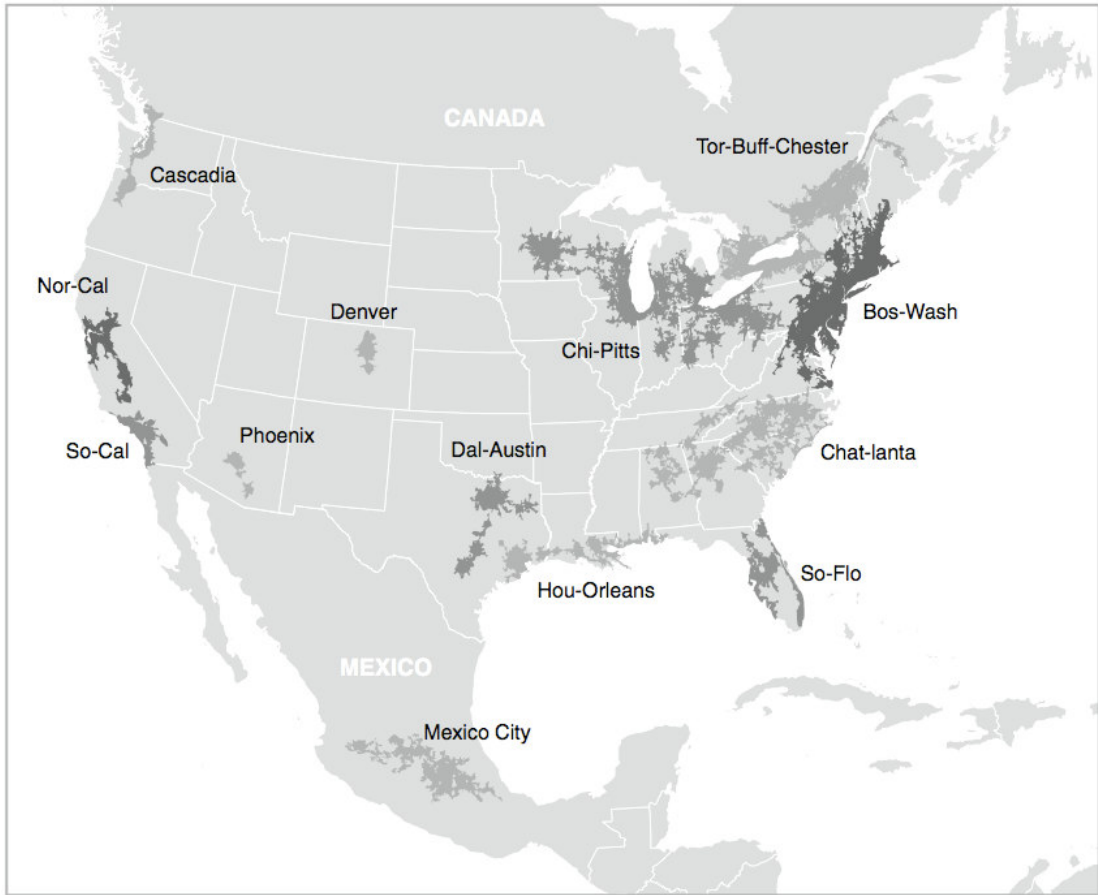 CANADA
Tor-Buff-Chester
Cascadia
Nor-Cal
Denver
Bos-Wash
Chi-Pitts
Phoenix
So-Cal
Dal-Austin
Chat-lanta
So-Flo
Hou-Orleans
MEXICO
Mexico City